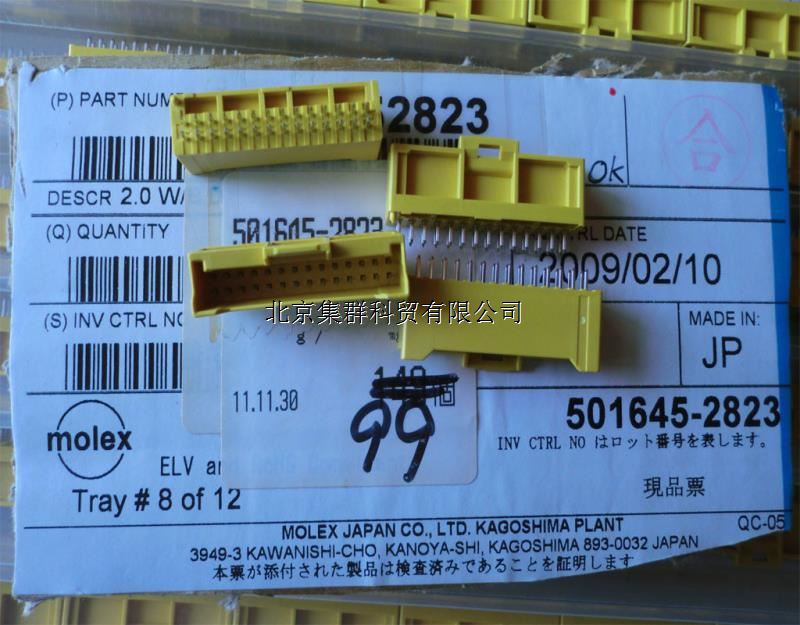 (P) PART NUM
2823
Ok
合
DESCR 2.0 W/
501645-2823
(Q) QUANTITY
RL DATE
2009/02/10
北京集群科贸有限公司
(S) INV CTRL NO
g/
MADE IN:
JP
11.11.30
99
501645-2823
molex
INV CTRL NO はロット番号を表します。
ELV an
Tray # 8 of 12
現品票
MOLEX JAPAN CO., LTD. KAGOSHIMA PLANT
QC-05
3949-3 KAWANISHI-CHO, KANOYA-SHI, KAGOSHIMA 893-0032 JAPAN
本票が添付された製品は検査済みであることを証明します